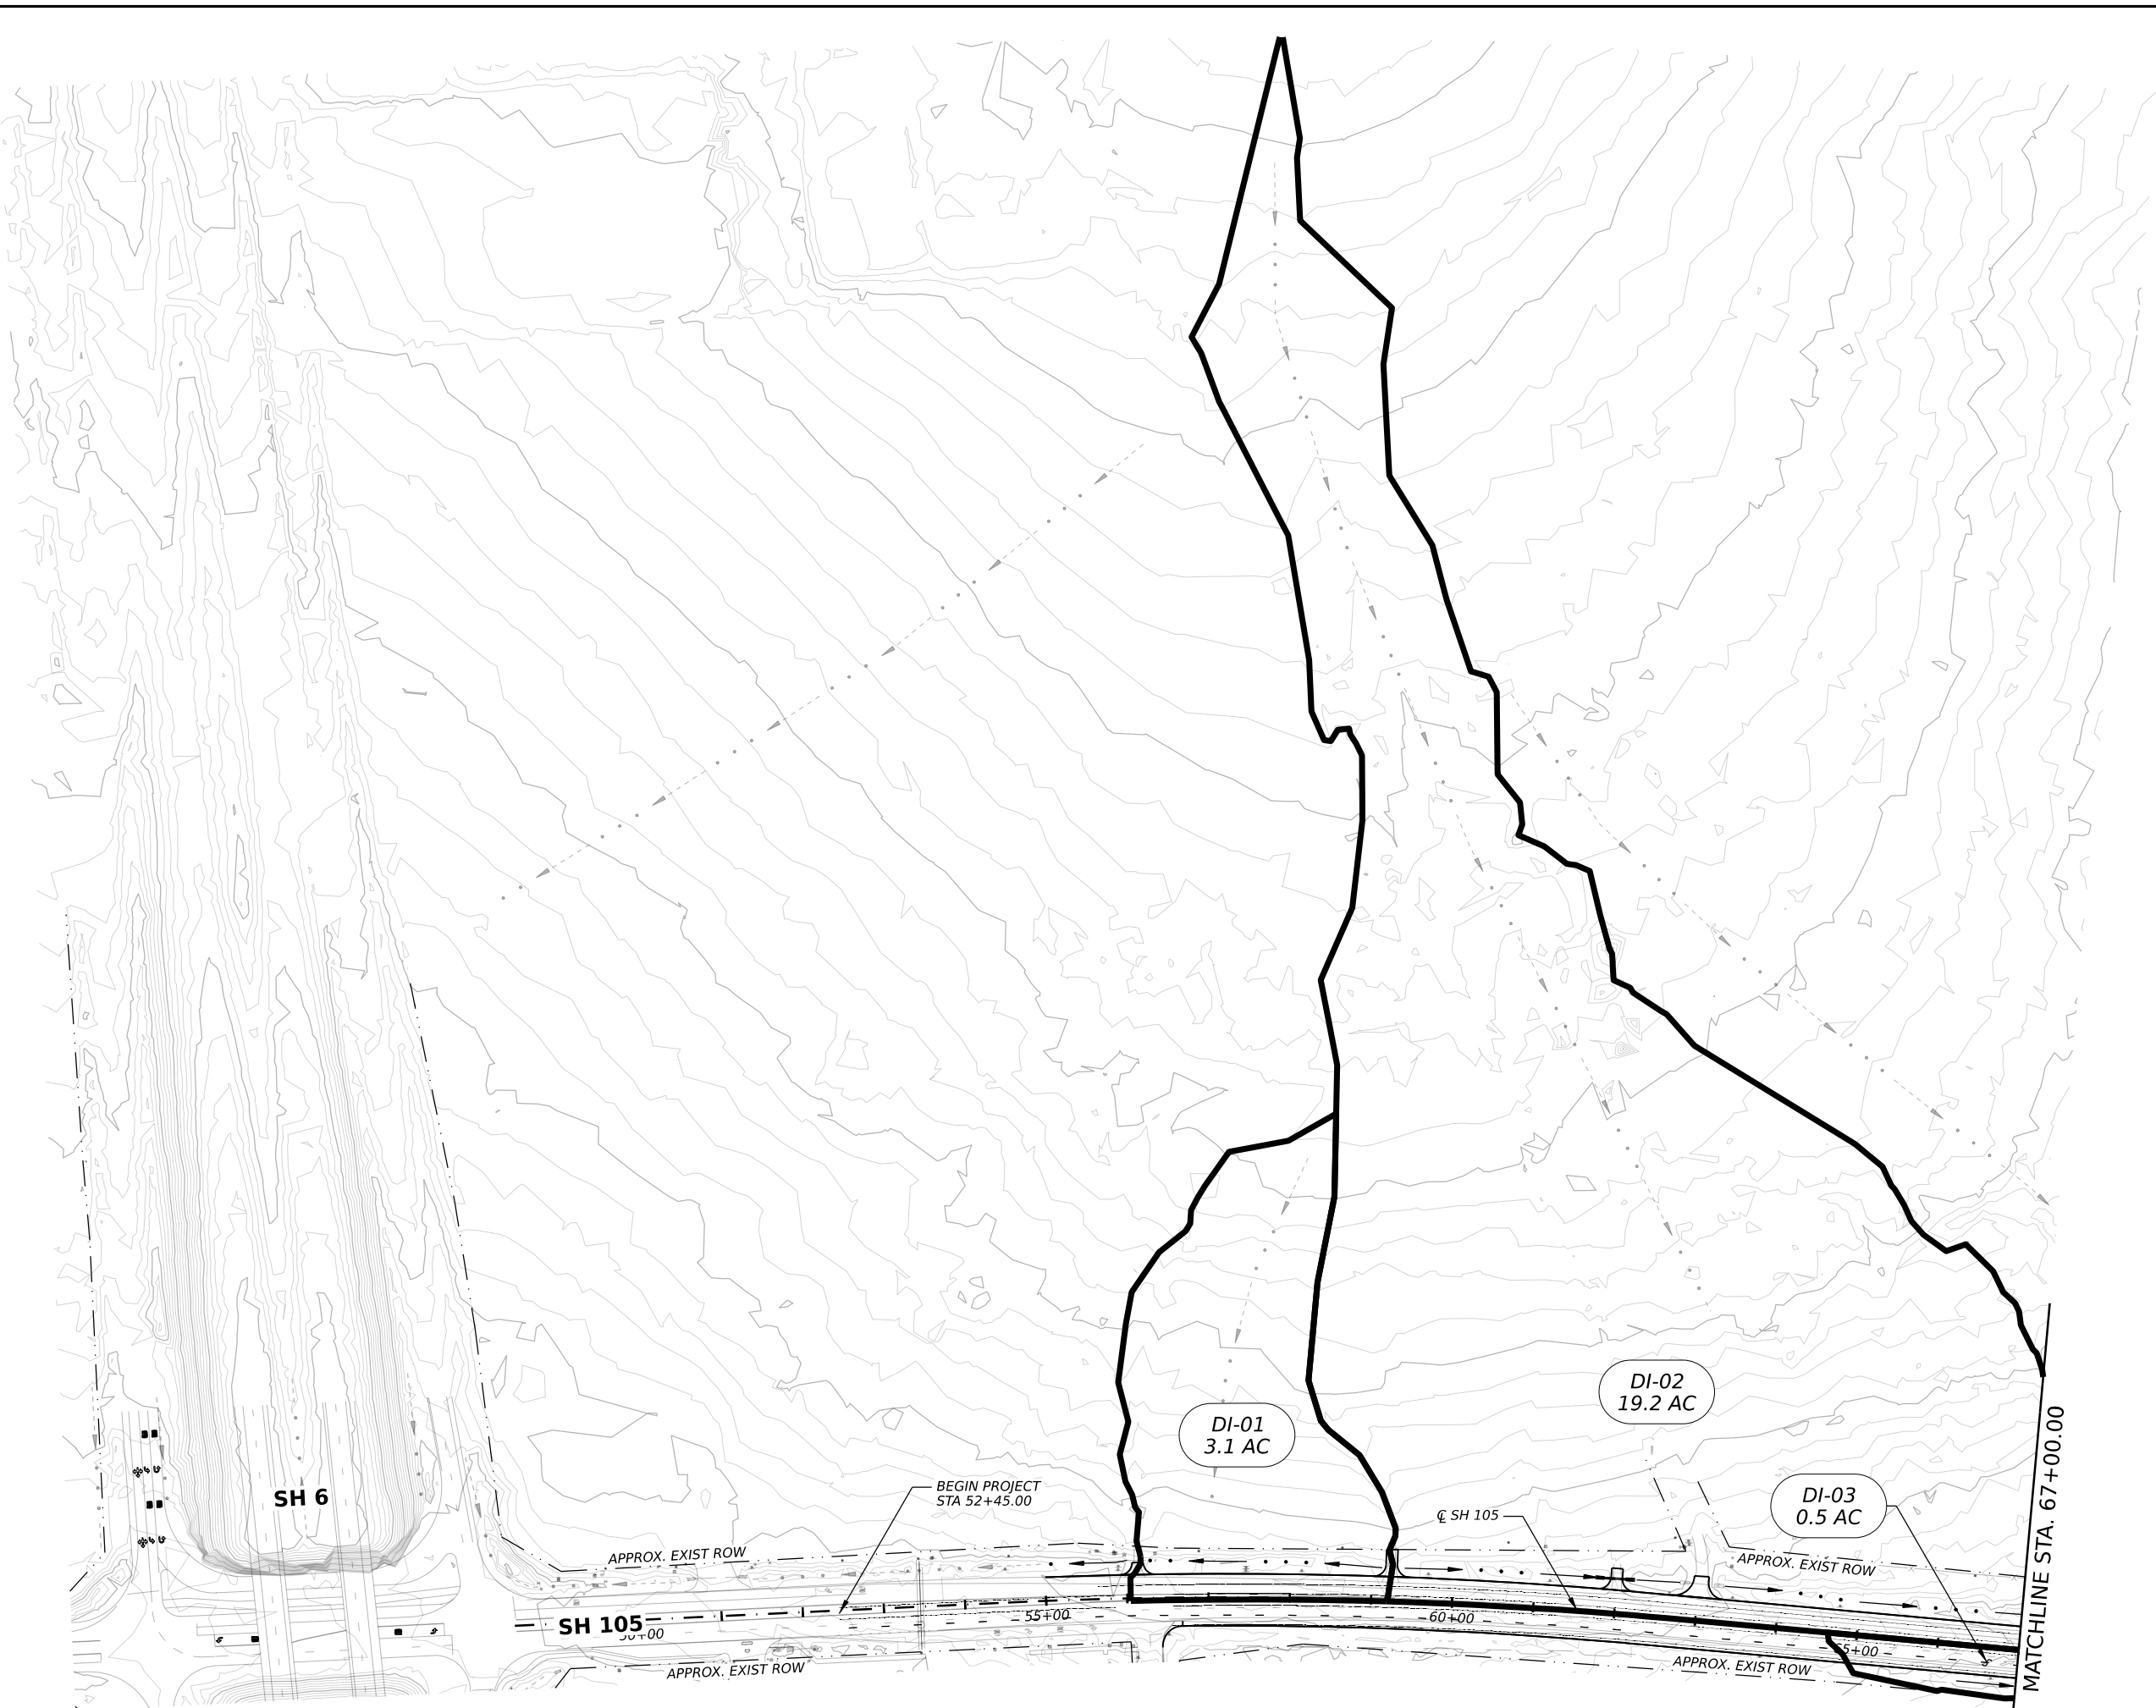 DI-02
19.2 AC
DI-01
3.1 AC
DI-03
0.5 AC
BEGIN PROJECT
STA 52+45.00
SH 6
℄ SH 105
APPROX. EXIST ROW
APPROX. EXIST ROW
SH 105
55+00
60+00
APPROX. EXIST ROW
APPROX. EXIST ROW
MATCHLINE STA. 67+00.00